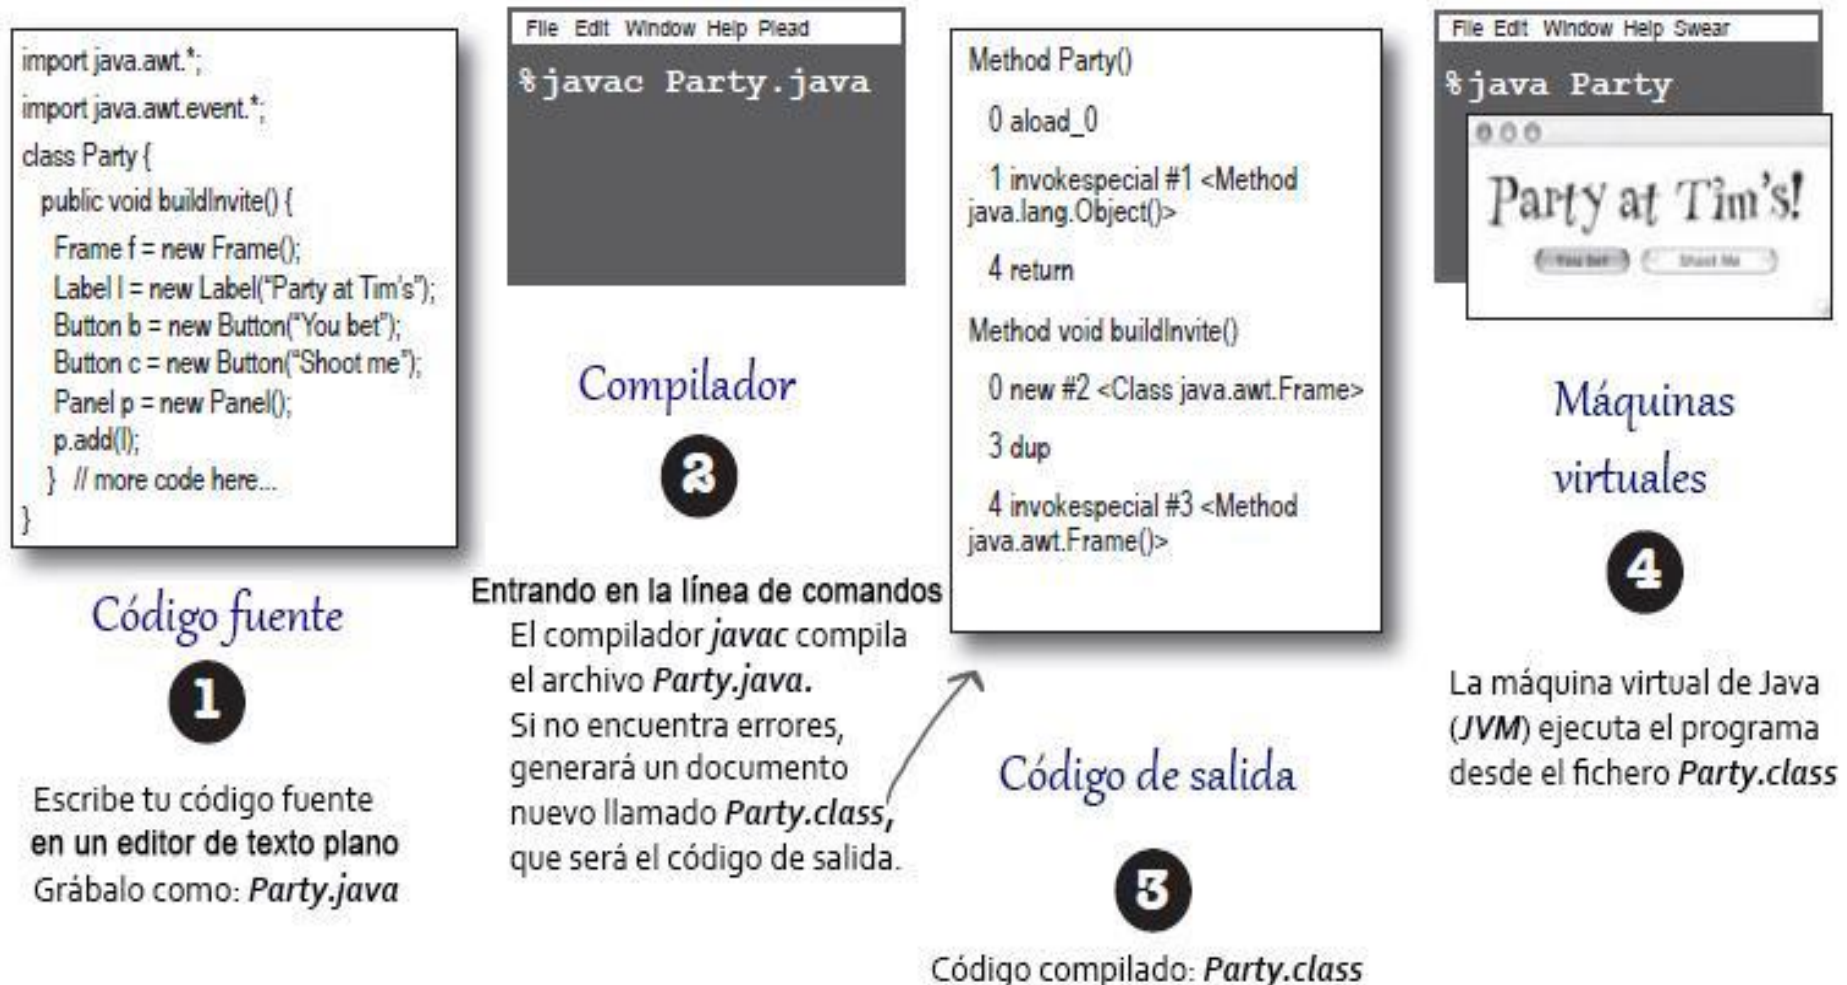 import java.awt.*;
import java.awt.event.*;
class Party {
public void buildInvite() {
Frame f = new Frame();
Label l = new Label("Party at Tim's");
Button b = new Button("You bet");
Button c = new Button("Shoot me");
Panel p = new Panel();
p.add(l);
} // more code here...
}
Código fuente
1
Escribe tu código fuente
en un editor de texto plano
Grábalo como: Party.java
File Edit Window Help Plead
%javac Party.java
Compilador
2
Entrando en la línea de comandos
El compilador javac compila
el archivo Party.java.
Si no encuentra errores,
generará un documento
nuevo llamado Party.class,
que será el código de salida.
Method Party()
0 aload_0
1 invokespecial #1 <Method
java.lang.Object()>
4 return
Method void buildInvite()
0 new #2 <Class java.awt.Frame>
3 dup
4 invokespecial #3 <Method
java.awt.Frame()>
Código de salida
3
Código compilado: Party.class
File Edit Window Help Swear
%java Party
Party at Tim's!
You bet Shoot Me
Máquinas
virtuales
4
La máquina virtual de Java
(JVM) ejecuta el programa
desde el fichero Party.class